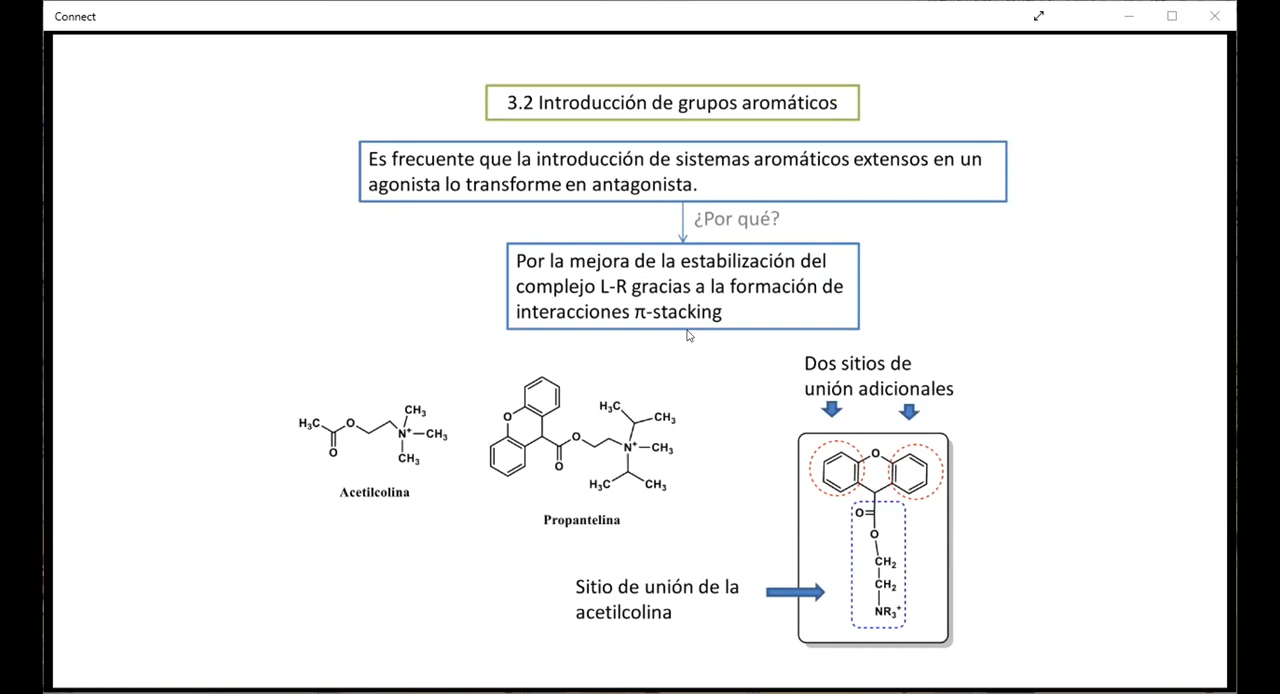 Connect
3.2 Introducción de grupos aromáticos
Es frecuente que la introducción de sistemas aromáticos extensos en un
agonista lo transforme en antagonista.
¿Por qué?
Por la mejora de la estabilización del
complejo L-R gracias a la formación de
interacciones π-stacking
H₃C
O
O
N⁺
CH₃
CH₃
CH₃
Acetilcolina
O
O
O
N⁺
H₃C
CH₃
CH₃
H₃C
CH₃
Propantelina
Dos sitios de
unión adicionales
O
O
O
CH₂
CH₂
NR₃⁺
Sitio de unión de la
acetilcolina